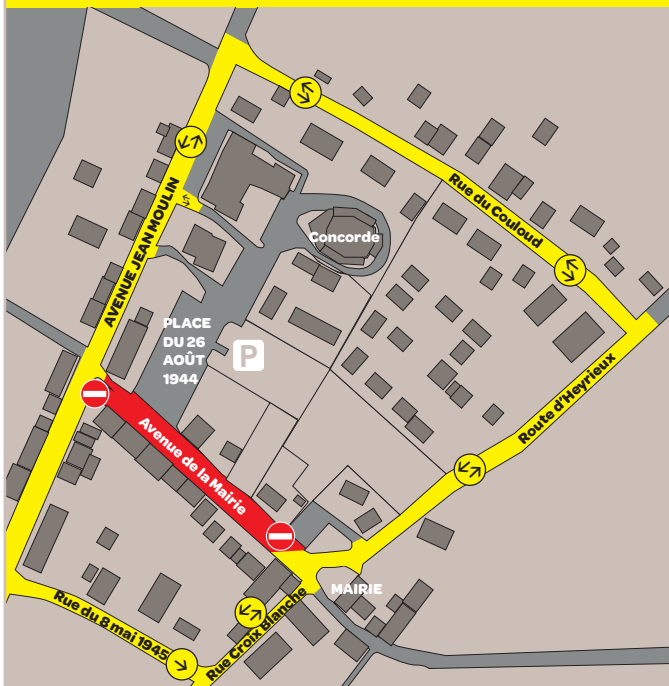 Rue du Couloud
AVENUE JEAN MOULIN
Concorde
PLACE
DU 26
AOÛT
1944
P
Route d'Heyrieux
Avenue de la Mairie
MAIRIE
Rue du 8 mai 1945
Rue Croix Blanche